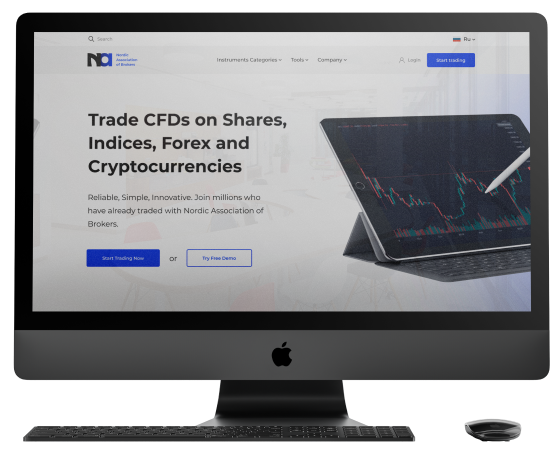 Search
Ru
Nordic
Association
of Brokers
Instruments Categories
Tools
Company
Login
Start trading
Trade CFDs on Shares,
Indices, Forex and
Cryptocurrencies
Reliable, Simple, Innovative. Join millions who
have already traded with Nordic Association of
Brokers.
Start Trading Now
or
Try Free Demo